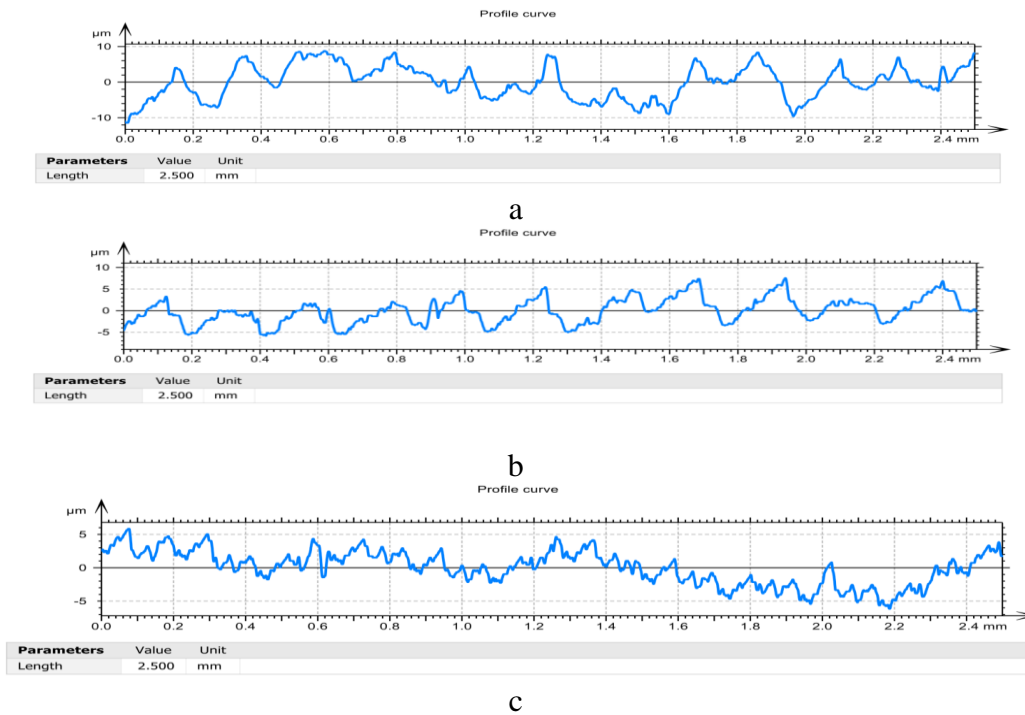 Profile curve
µm
10
0
-10
0.0 0.2 0.4 0.6 0.8 1.0 1.2 1.4 1.6 1.8 2.0 2.2 2.4 mm
Parameters Value Unit
Length 2.500 mm
a
Profile curve
µm
10
5
0
-5
0.0 0.2 0.4 0.6 0.8 1.0 1.2 1.4 1.6 1.8 2.0 2.2 2.4 mm
Parameters Value Unit
Length 2.500 mm
b
Profile curve
µm
5
0
-5
0.0 0.2 0.4 0.6 0.8 1.0 1.2 1.4 1.6 1.8 2.0 2.2 2.4 mm
Parameters Value Unit
Length 2.500 mm
c